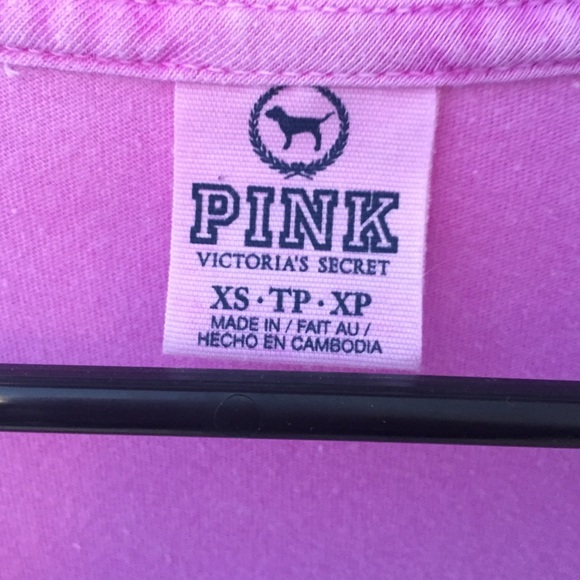 PINK
VICTORIA'S SECRET
XS·TP·XP
MADE IN / FAIT AU /
HECHO EN CAMBODIA